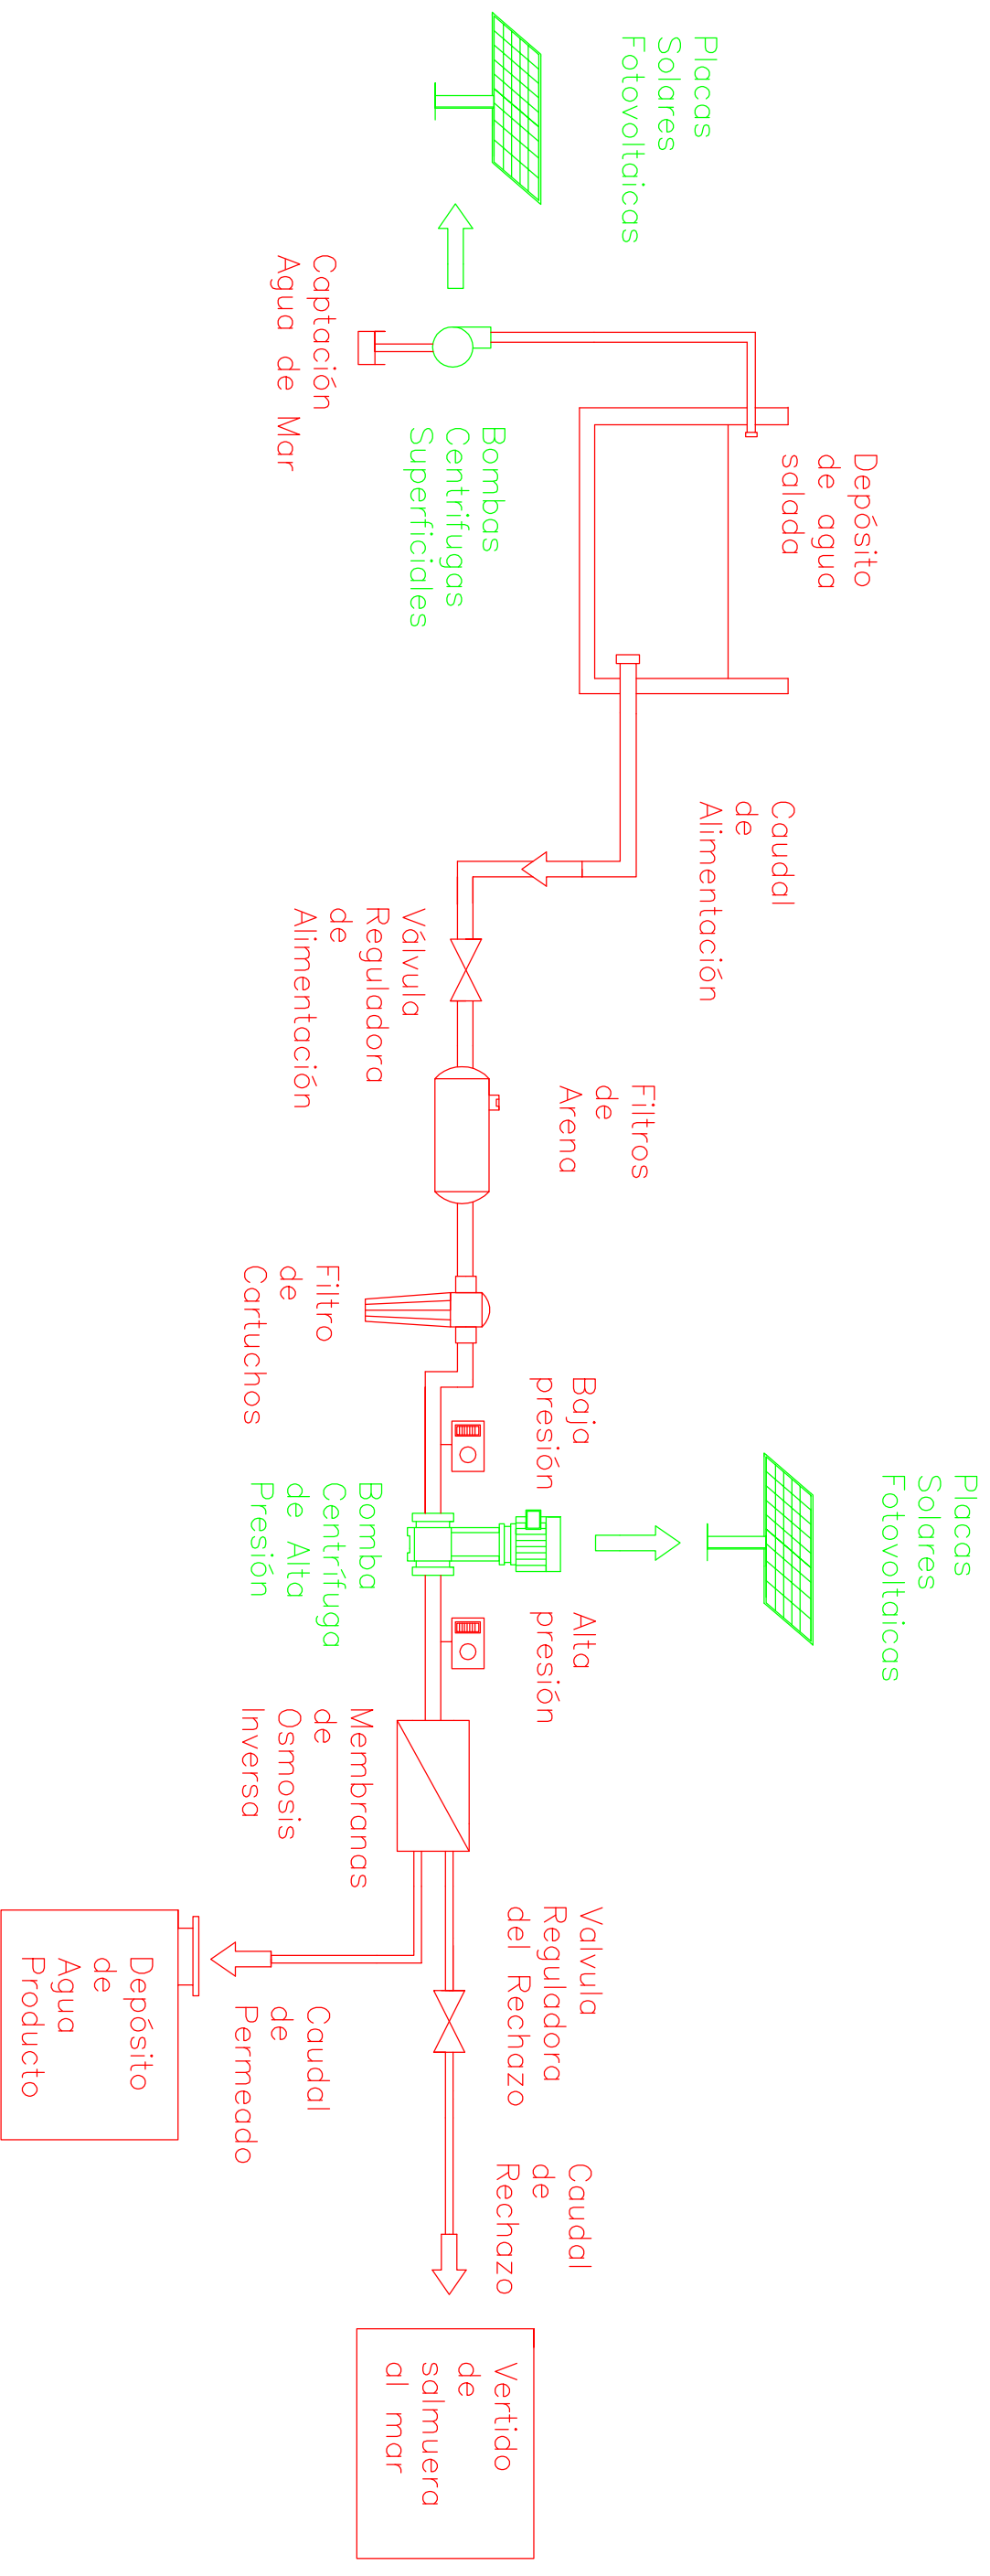 Placas
Solares
Fotovoltaicas
Captación
Agua de Mar
Bombas
Centrifugas
Superficiales
Depósito
de agua
salada
Caudal
de
Alimentación
Válvula
Reguladora
de
Alimentación
Filtros
de
Arena
Filtro
de
Cartuchos
Baja
presión
Placas
Solares
Fotovoltaicas
Bomba
Centrífuga
de Alta
Presión
Alta
presión
Membranas
de
Osmosis
Inversa
Valvula
Reguladora
del Rechazo
Depósito
de
Agua
Producto
Caudal
de
Permeado
Caudal
de
Rechazo
Vertido
de
salmuera
al mar